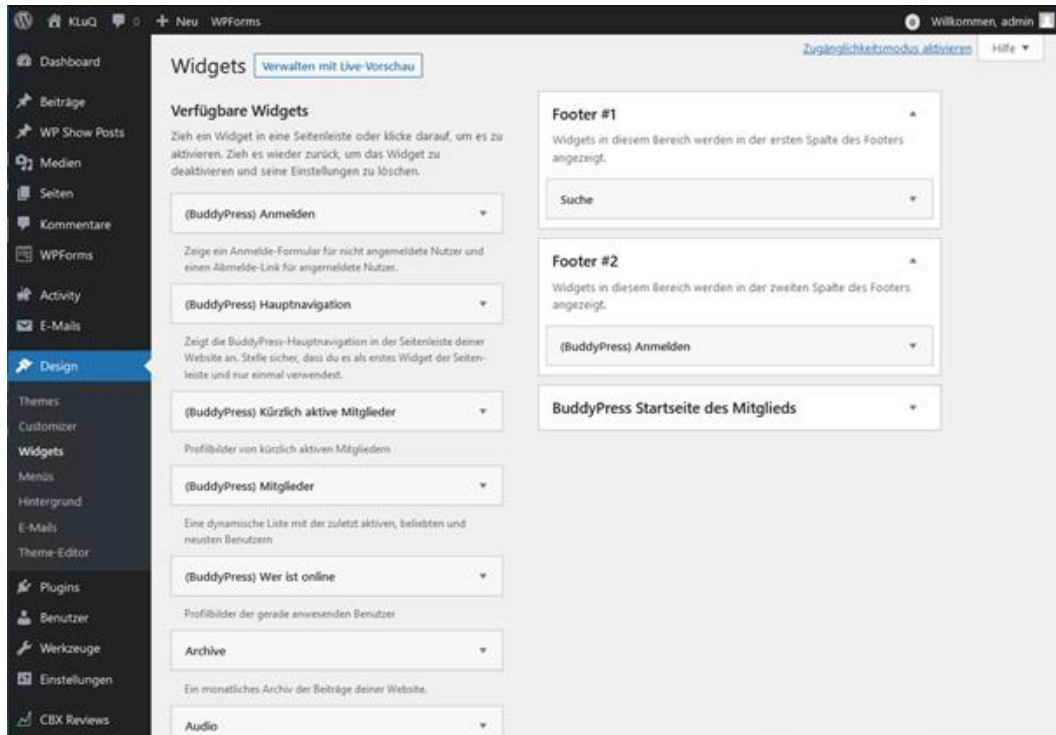 KLuQ 0 + Neu WPForms
0 Willkommen, admin
Dashboard
Beiträge
WP Show Posts
Medien
Seiten
Kommentare
WPForms
Activity
E-Mails
Design
Themes
Customizer
Widgets
Menüs
Hintergrund
E-Mails
Theme-Editor
Plugins
Benutzer
Werkzeuge
Einstellungen
CBX Reviews
Zugänglichkeitsmodus aktivieren Hilfe
Widgets Verwalten mit Live-Vorschau
Verfügbare Widgets
Zieh ein Widget in eine Seitenleiste oder klicke darauf, um es zu
aktivieren. Zieh es wieder zurück, um das Widget zu
deaktivieren und seine Einstellungen zu löschen.
(BuddyPress) Anmelden
Zeige ein Anmelde-Formular für nicht angemeldete Nutzer und
einen Abmelde-Link für angemeldete Nutzer.
(BuddyPress) Hauptnavigation
Zeigt die BuddyPress-Hauptnavigation in der Seitenleiste deiner
Website an. Stelle sicher, dass du es als erstes Widget der Seiten-
leiste und nur einmal verwendest.
(BuddyPress) Kürzlich aktive Mitglieder
Profilbilder von kürzlich aktiven Mitgliedern
(BuddyPress) Mitglieder
Eine dynamische Liste mit der zuletzt aktiven, beliebten und
neusten Benutzern
(BuddyPress) Wer ist online
Profilbilder der gerade anwesenden Benutzer
Archive
Ein monatliches Archiv der Beiträge deiner Website.
Audio
Footer #1
Widgets in diesem Bereich werden in der ersten Spalte des Footers
angezeigt.
Suche
Footer #2
Widgets in diesem Bereich werden in der zweiten Spalte des Footers
angezeigt.
(BuddyPress) Anmelden
BuddyPress Startseite des Mitglieds